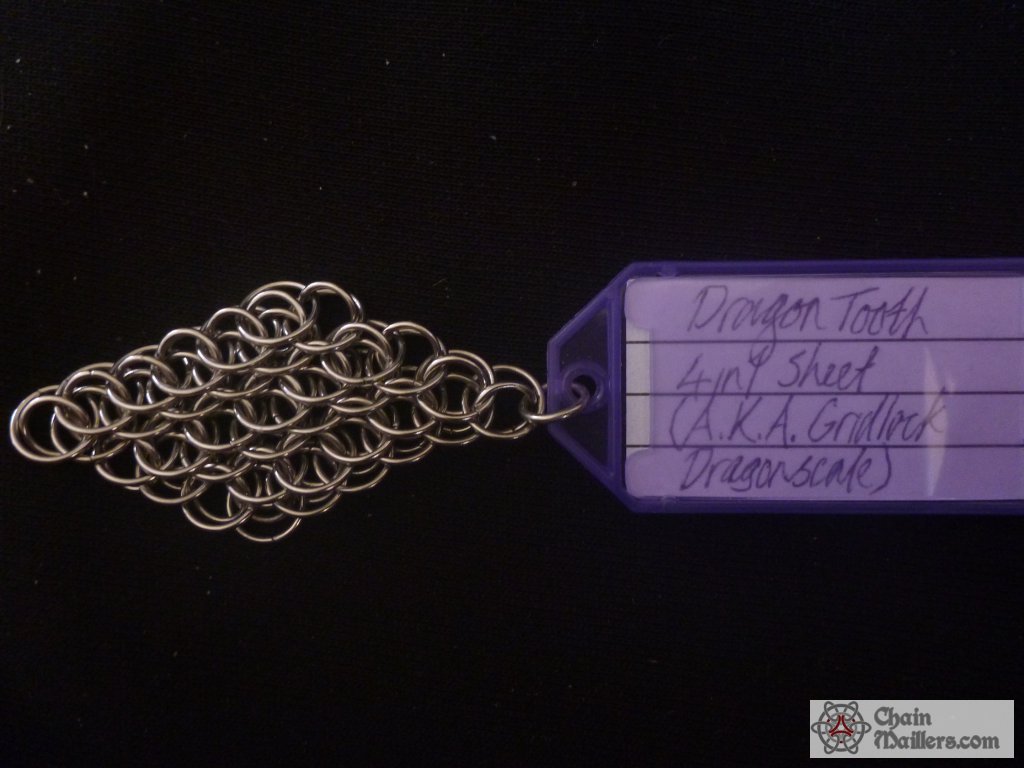 Dragon Tooth
4in1 Sheet
(A.K.A. Gridlock
Dragonscale)
Chain
Maillers.com